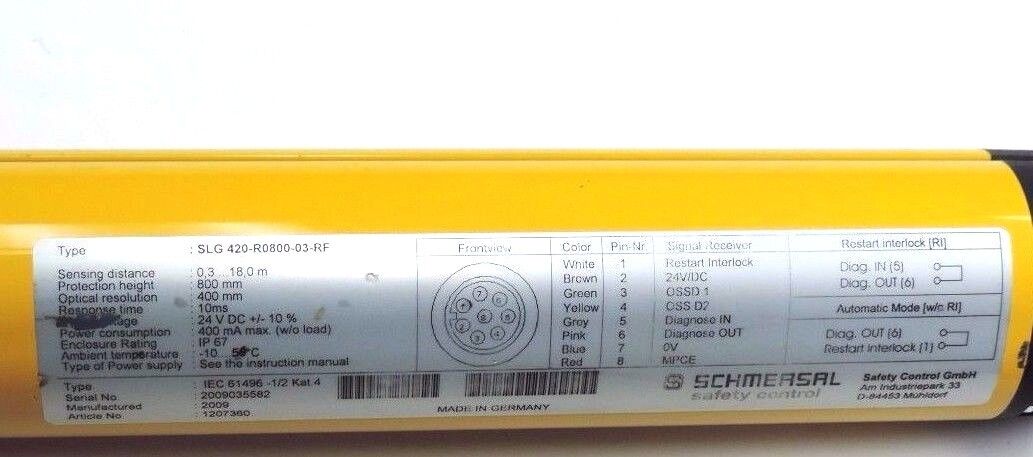 Type : SLG 420-R0800-03-RF
Sensing distance : 0,3 ...18,0 m
Protection height : 800 mm
Optical resolution : 400 mm
Response time : 10ms
: 24 V DC +/- 10 %
Power consumption : 400 mA max. (w/o load)
Enclosure Rating : IP 67
Ambient temperature : -10... °C
Type of Power supply : See the instruction manual
Type : IEC 61496 -1/2 Kat 4
Serial No : 2009035582
Manufactured : 2009
Article No : 1207360
Frontview
Color Pin-Nr Signal Receiver
White 1 Restart Interlock
Brown 2 24V/DC
Green 3 OSSD 1
Yellow 4 OSS D2
Grey 5 Diagnose IN
Pink 6 Diagnose OUT
Blue 7 0V
Red 8 MPCE
Restart interlock [RI]
Diag. IN (5)
Diag. OUT (6)
Automatic Mode [w/o RI]
Diag. OUT (6)
Restart Interlock [1]
MADE IN GERMANY
SCHMERSAL
safety control
Safety Control GmbH
Am Industriepark 33
D-84453 Mühldorf